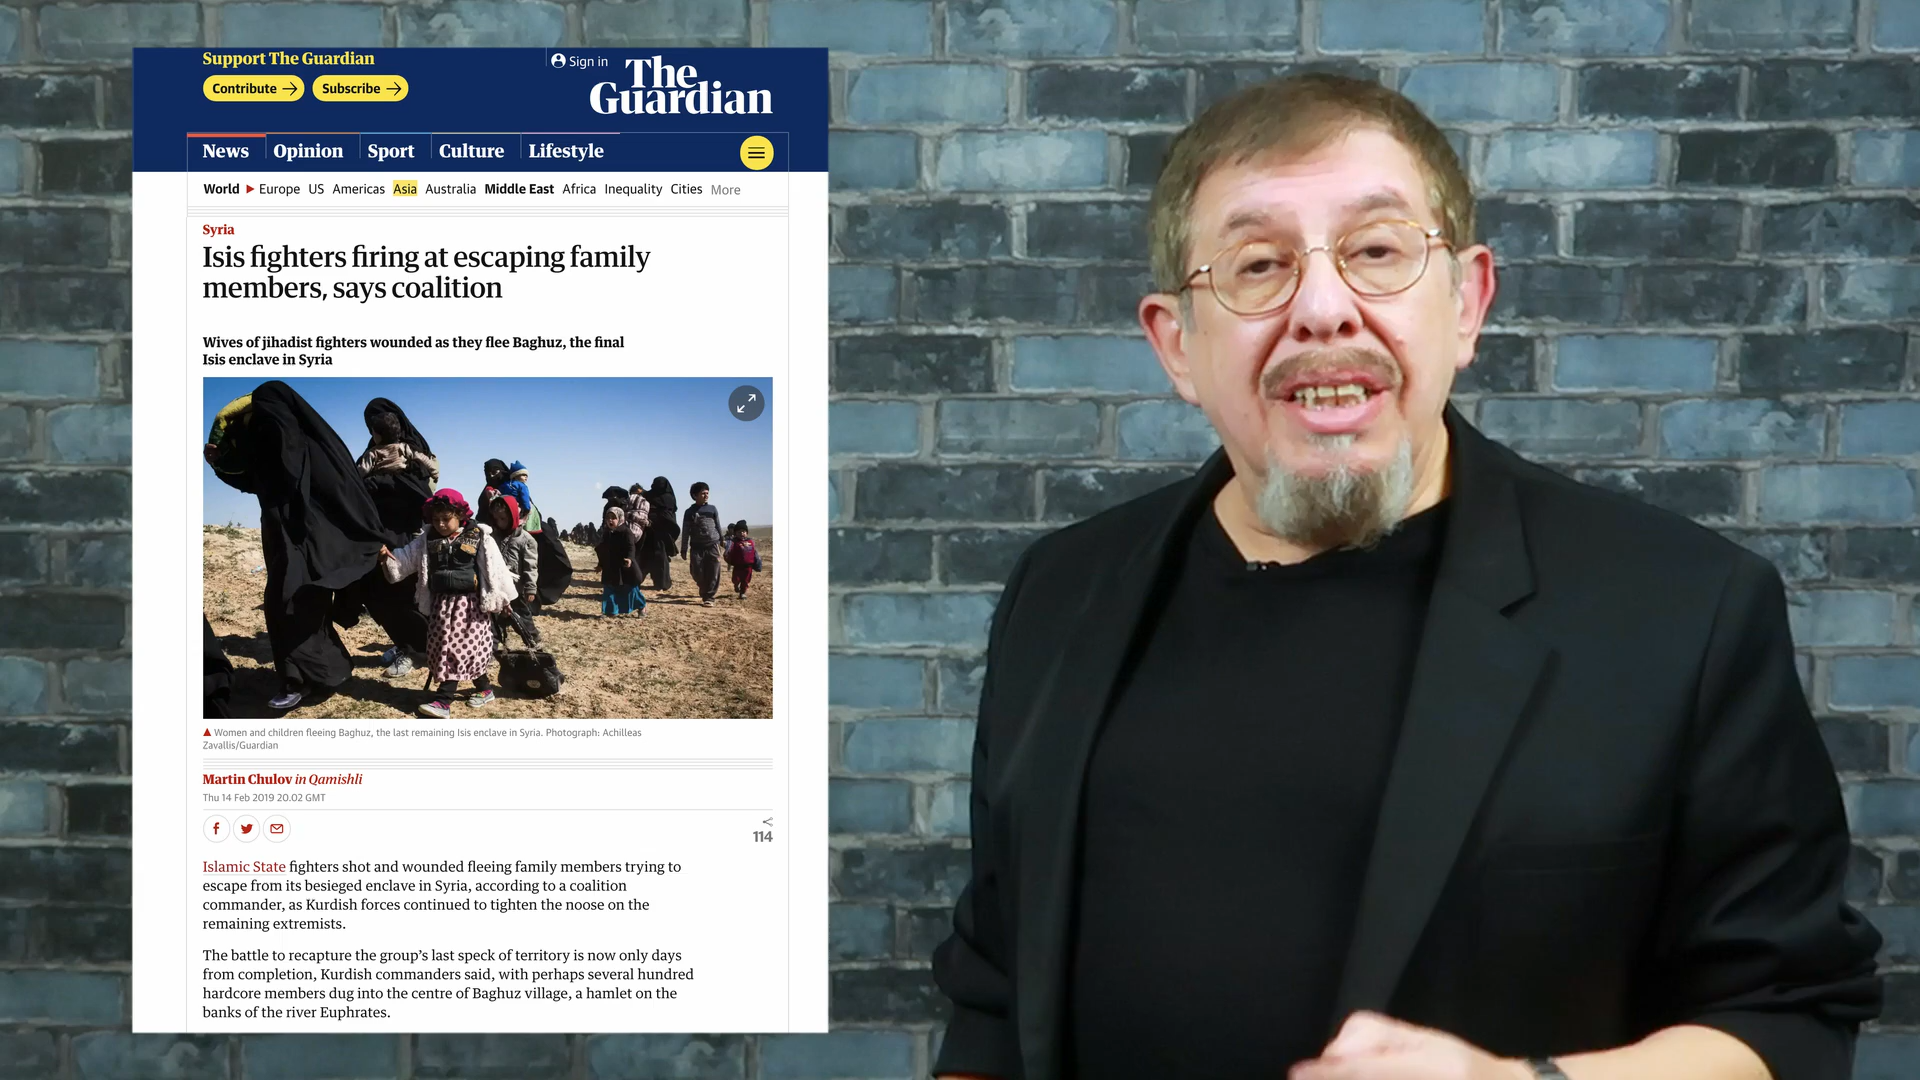 Support The Guardian
Contribute
Subscribe
Sign in
The
Guardian
News Opinion Sport Culture Lifestyle
World Europe US Americas Asia Australia Middle East Africa Inequality Cities More
Syria
Isis fighters firing at escaping family
members, says coalition
Wives of jihadist fighters wounded as they flee Baghuz, the final
Isis enclave in Syria
Women and children fleeing Baghuz, the last remaining Isis enclave in Syria. Photograph: Achilleas
Zavallis/Guardian
Martin Chulov in Qamishli
Thu 14 Feb 2019 20.02 GMT
114
Islamic State fighters shot and wounded fleeing family members trying to
escape from its besieged enclave in Syria, according to a coalition
commander, as Kurdish forces continued to tighten the noose on the
remaining extremists.
The battle to recapture the group's last speck of territory is now only days
from completion, Kurdish commanders said, with perhaps several hundred
hardcore members dug into the centre of Baghuz village, a hamlet on the
banks of the river Euphrates.